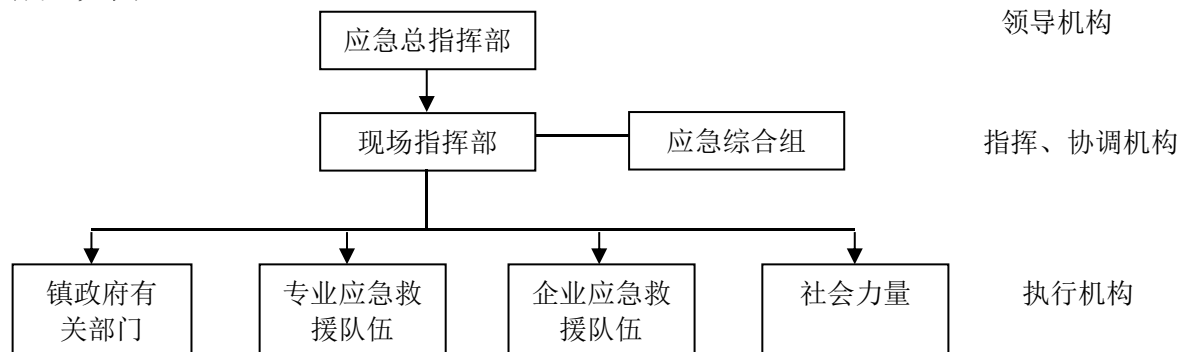 领导机构
应急总指挥部
现场指挥部
应急综合组
指挥、协调机构
镇政府有
关部门
专业应急救
援队伍
企业应急救
援队伍
社会力量
执行机构